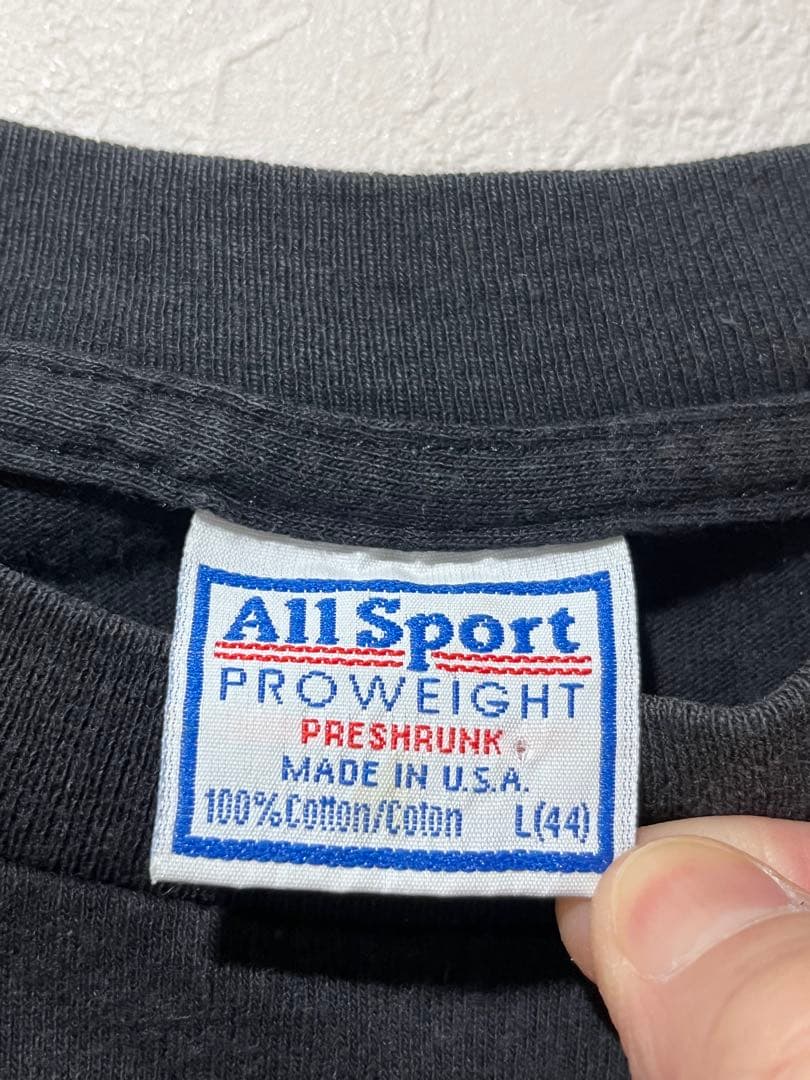 All Sport
PROWEIGHT
PRESHRUNK
MADE IN U.S.A.
100% Cotton/Coton L(44)